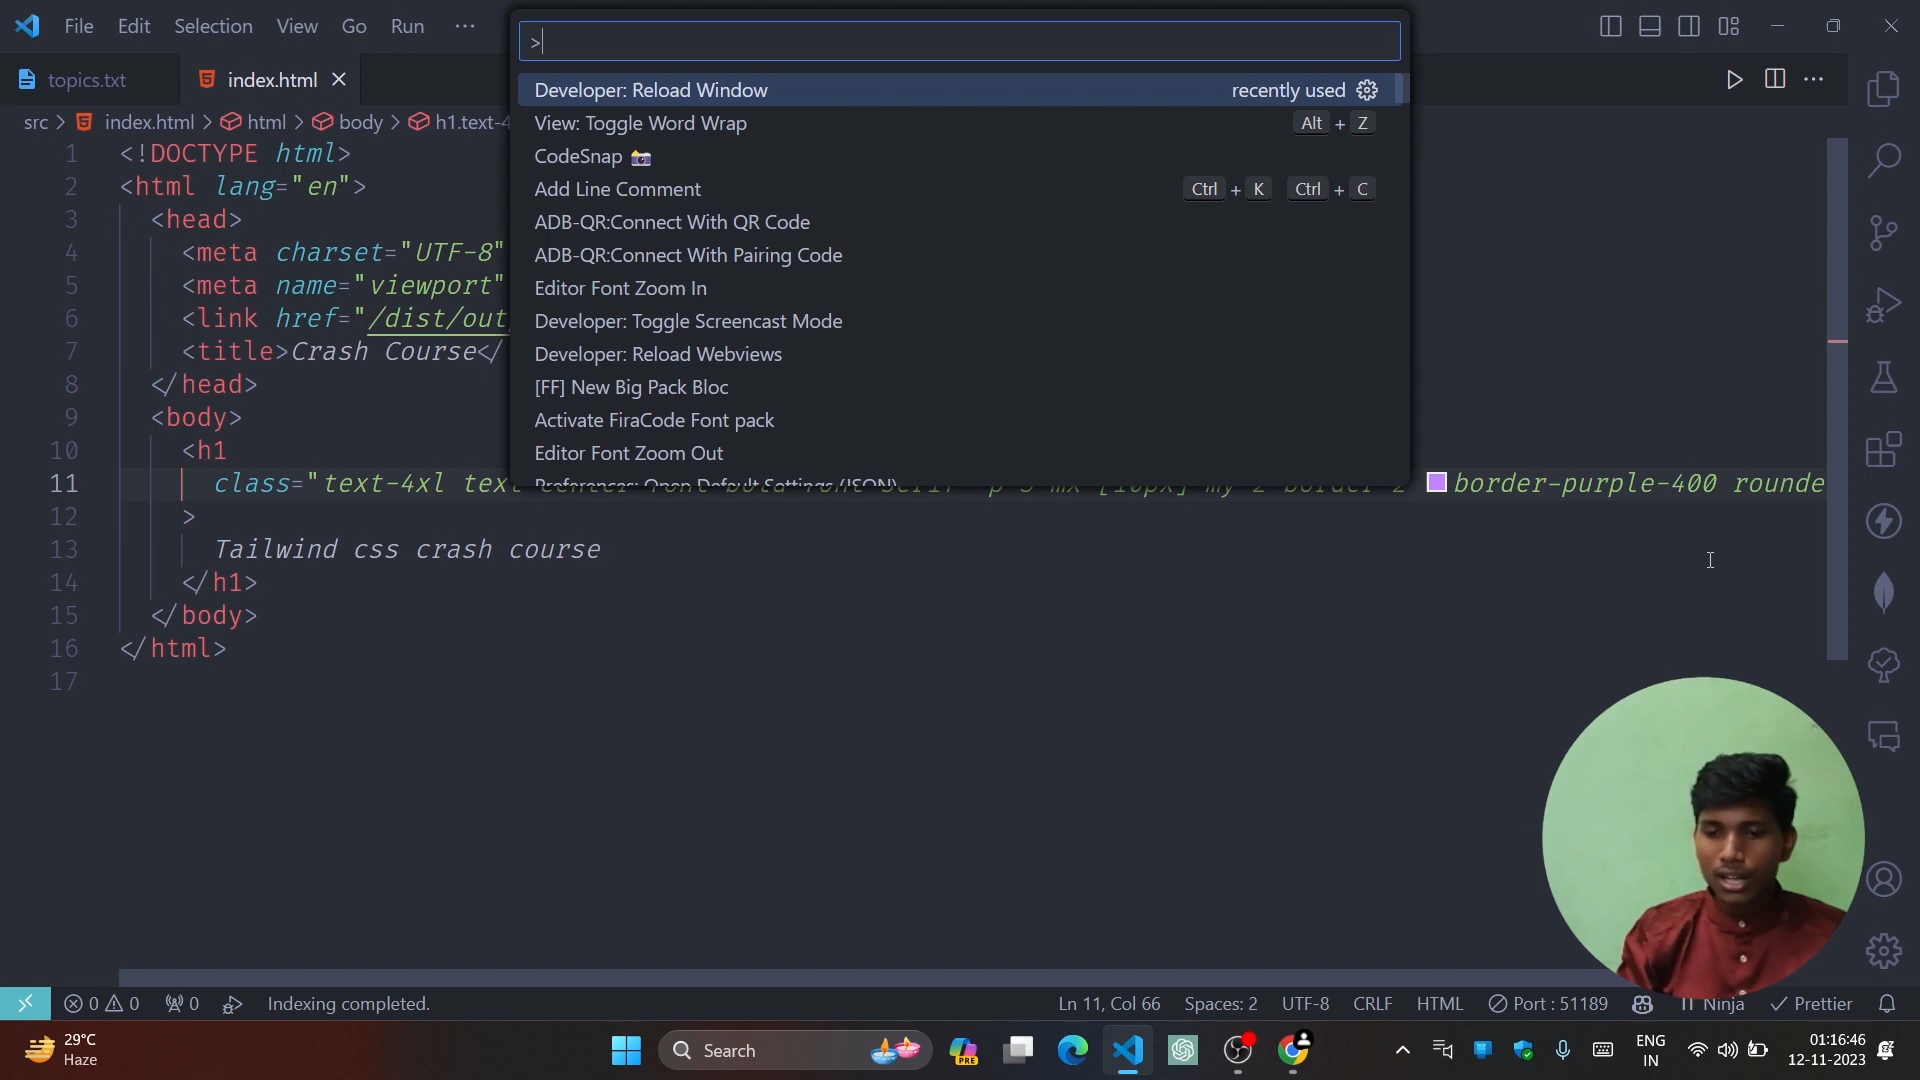 File Edit Selection View Go Run ···
>
topics.txt index.html
Developer: Reload Window recently used
src > index.html > html > body > h1.text-4
View: Toggle Word Wrap Alt + Z
CodeSnap 📸
Add Line Comment Ctrl + K Ctrl + C
ADB-QR:Connect With QR Code
ADB-QR:Connect With Pairing Code
Editor Font Zoom In
Developer: Toggle Screencast Mode
Developer: Reload Webviews
[FF] New Big Pack Bloc
Activate FiraCode Font pack
Editor Font Zoom Out
Preferences: Open Default Settings (JSON)
1 <!DOCTYPE html>
2 <html lang="en">
3 <head>
4 <meta charset="UTF-8"
5 <meta name="viewport"
6 <link href="/dist/out
7 <title>Crash Course</
8 </head>
9 <body>
10 <h1
11 class="text-4xl text border-purple-400 rounde
12 >
13 Tailwind css crash course
14 </h1>
15 </body>
16 </html>
17
0 0 0 Indexing completed. Ln 11, Col 66 Spaces: 2 UTF-8 CRLF HTML Port : 51189 Ninja Prettier
29°C
Haze
Search
PRE
ENG
IN
01:16:46
12-11-2023